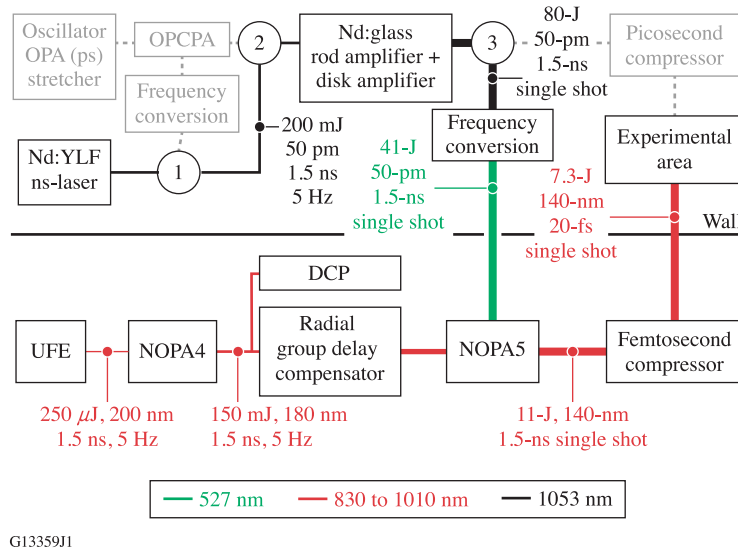 Oscillator
OPA (ps)
stretcher
OPCPA
2
Nd:glass
rod amplifier +
disk amplifier
3
80-J
50-pm
1.5-ns
single shot
Picosecond
compressor
Frequency
conversion
Nd:YLF
ns-laser
1
200 mJ
50 pm
1.5 ns
5 Hz
Frequency
conversion
41-J
50-pm
1.5-ns
single shot
Experimental
area
7.3-J
140-nm
20-fs
single shot
Wall
DCP
UFE
NOPA4
Radial
group delay
compensator
NOPA5
Femtosecond
compressor
250 μJ, 200 nm
1.5 ns, 5 Hz
150 mJ, 180 nm
1.5 ns, 5 Hz
11-J, 140-nm
1.5-ns single shot
527 nm
830 to 1010 nm
1053 nm
G13359J1